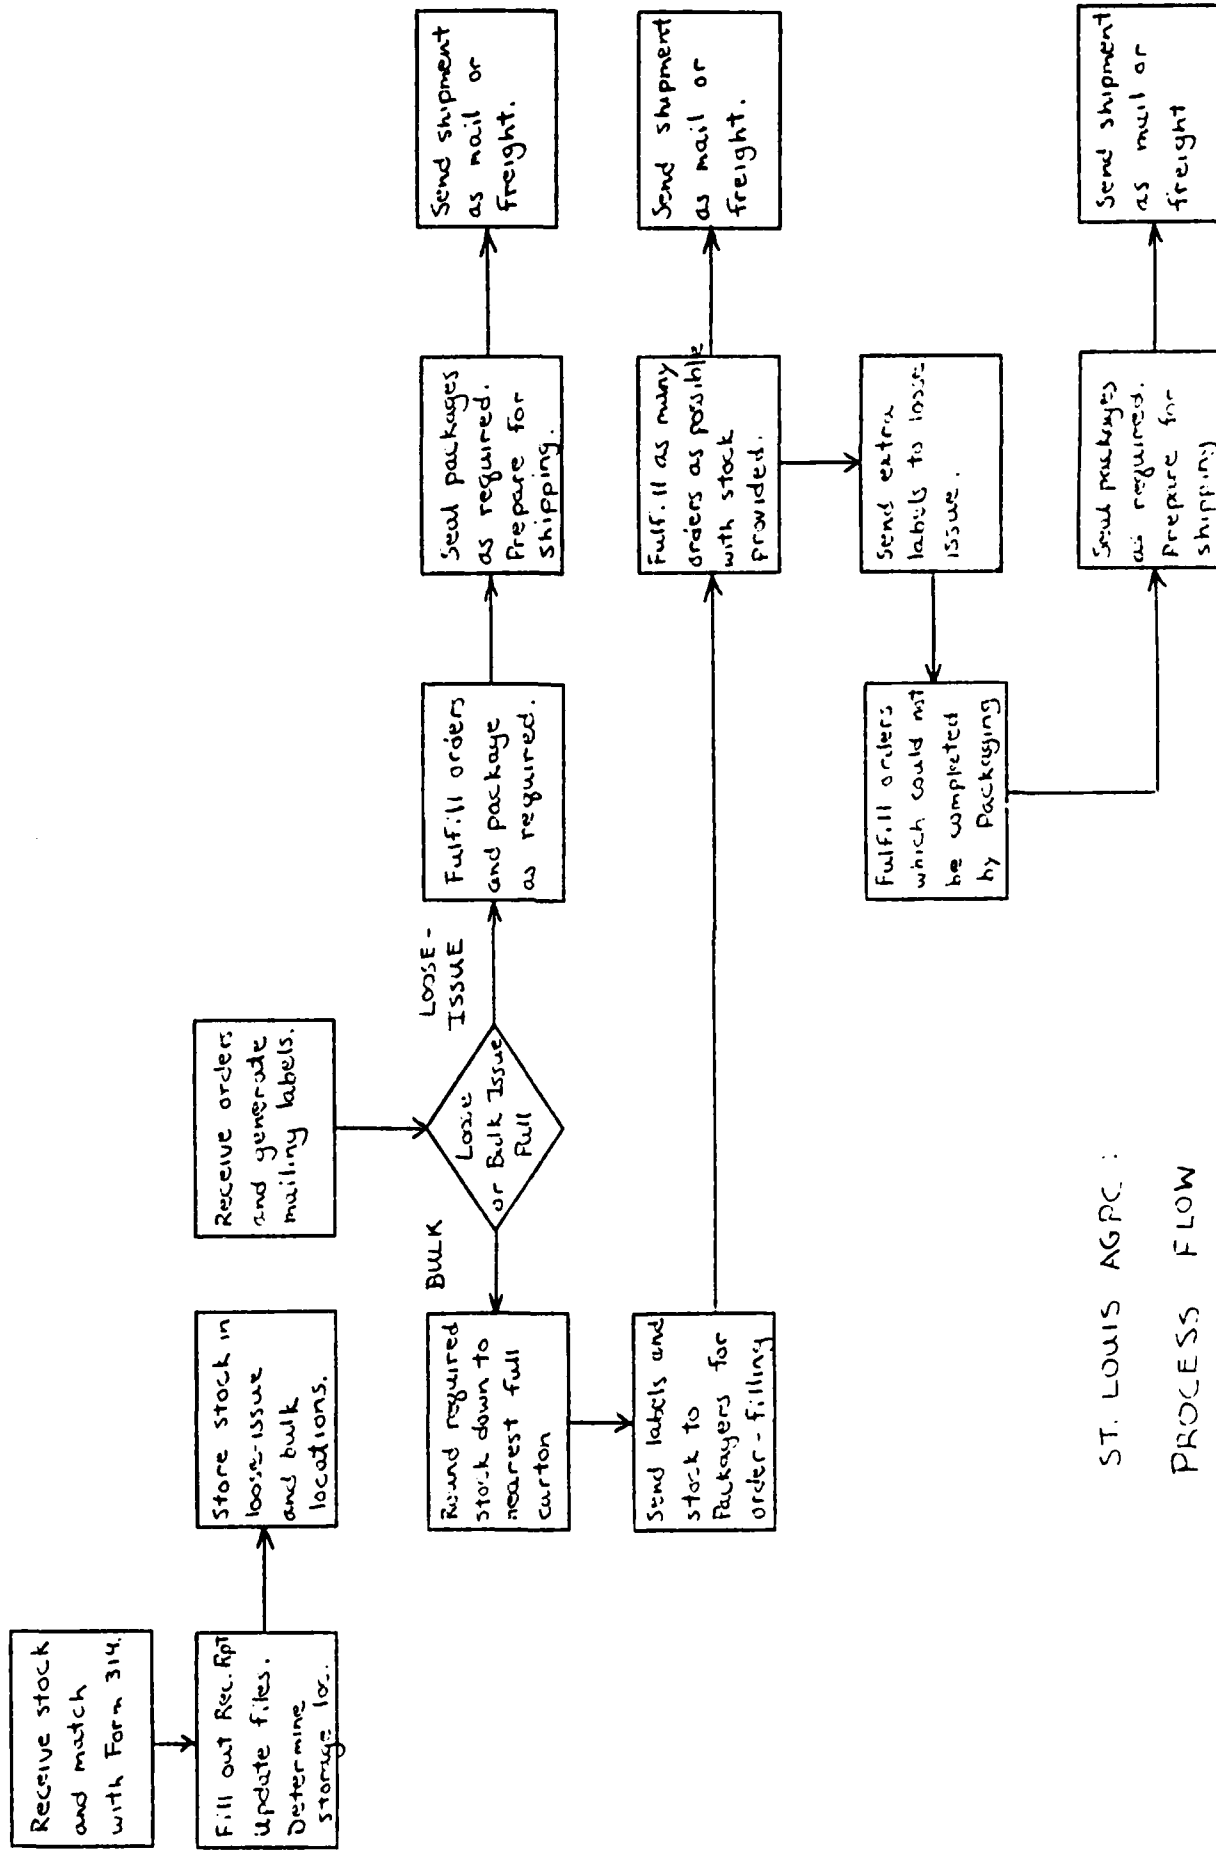 Receive stock
and match
with Form 314.
Fill out Rec. Rpt
Update files.
Determine
storage loc.
Store stock in
loose-issue
and bulk
locations.
Receive orders
and generate
mailing labels.
Loose
or Bulk Issue
Pull
LOOSE-
ISSUE
BULK
Fulfill orders
and package
as required.
Seal packages
as required.
Prepare for
shipping.
Send shipment
as mail or
freight.
Round required
stock down to
nearest full
carton
Send labels and
stock to
Packagers for
order-filling
Fulfill as many
orders as possible
with stock
provided.
Send shipment
as mail or
freight.
Send extra
labels to loose
issue.
Fulfill orders
which could not
be completed
by Packaging
Seal packages
as required.
Prepare for
shipping
Send shipment
as mail or
freight
ST. LOUIS AGPC:
PROCESS FLOW